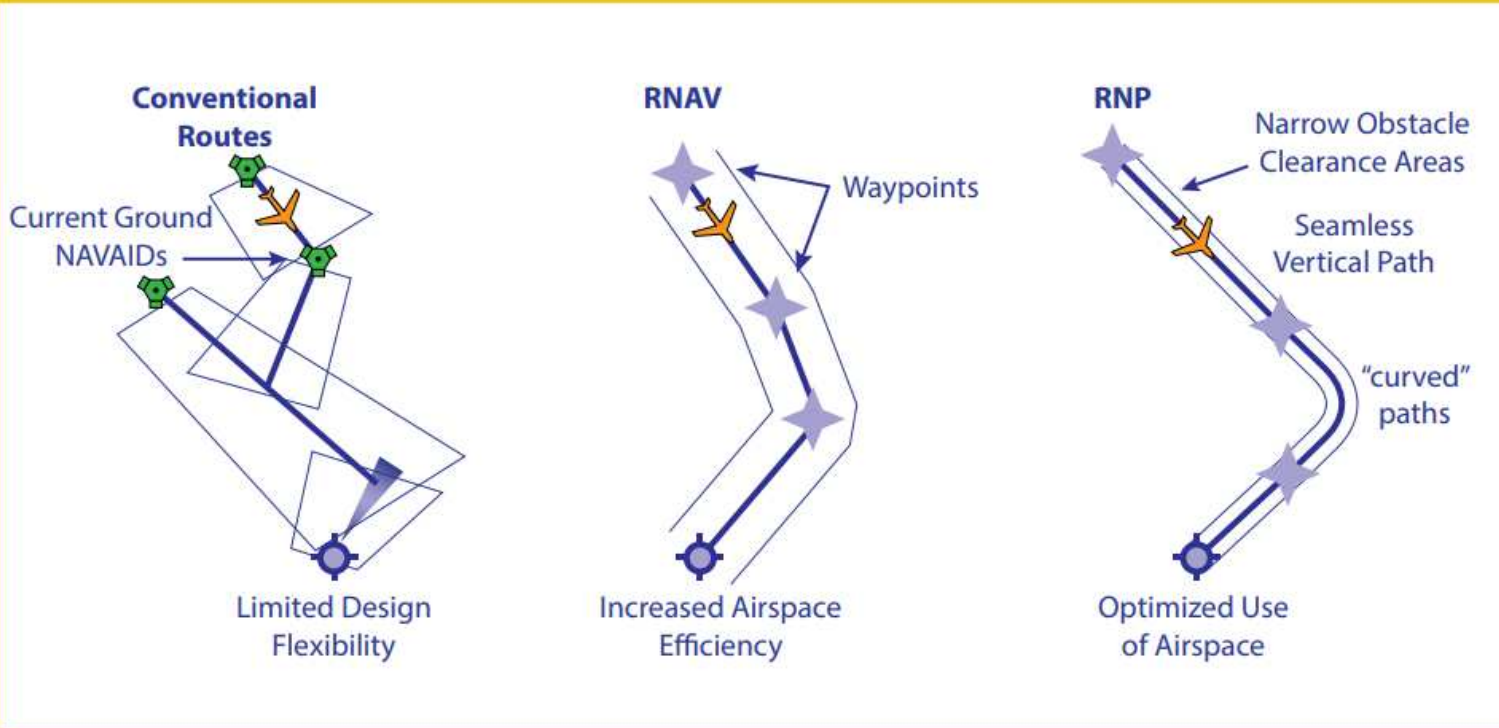 Conventional
Routes
Current Ground
NAVAIDs
Limited Design
Flexibility
RNAV
Waypoints
Increased Airspace
Efficiency
RNP
Narrow Obstacle
Clearance Areas
Seamless
Vertical Path
“curved”
paths
Optimized Use
of Airspace